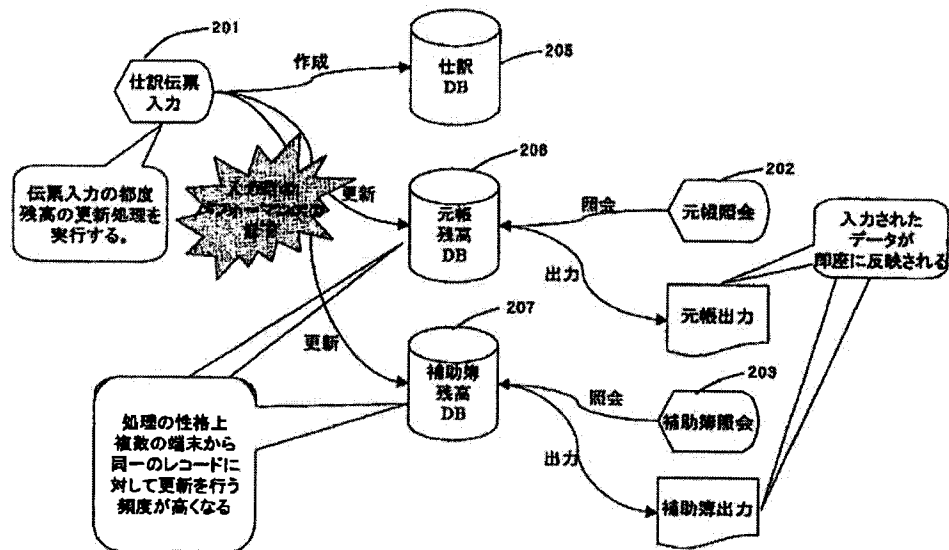 201
仕訳伝票
入力
作成
仕訳
DB
205
伝票入力の都度
残高の更新処理を
実行する。
更新
206
元帳
残高
DB
照会
202
元帳照会
入力された
データが
即座に反映される
出力
元帳出力
更新
207
補助簿
残高
DB
照会
203
補助簿照会
出力
補助簿出力
処理の性格上
複数の端末から
同一のレコードに
対して更新を行う
頻度が高くなる